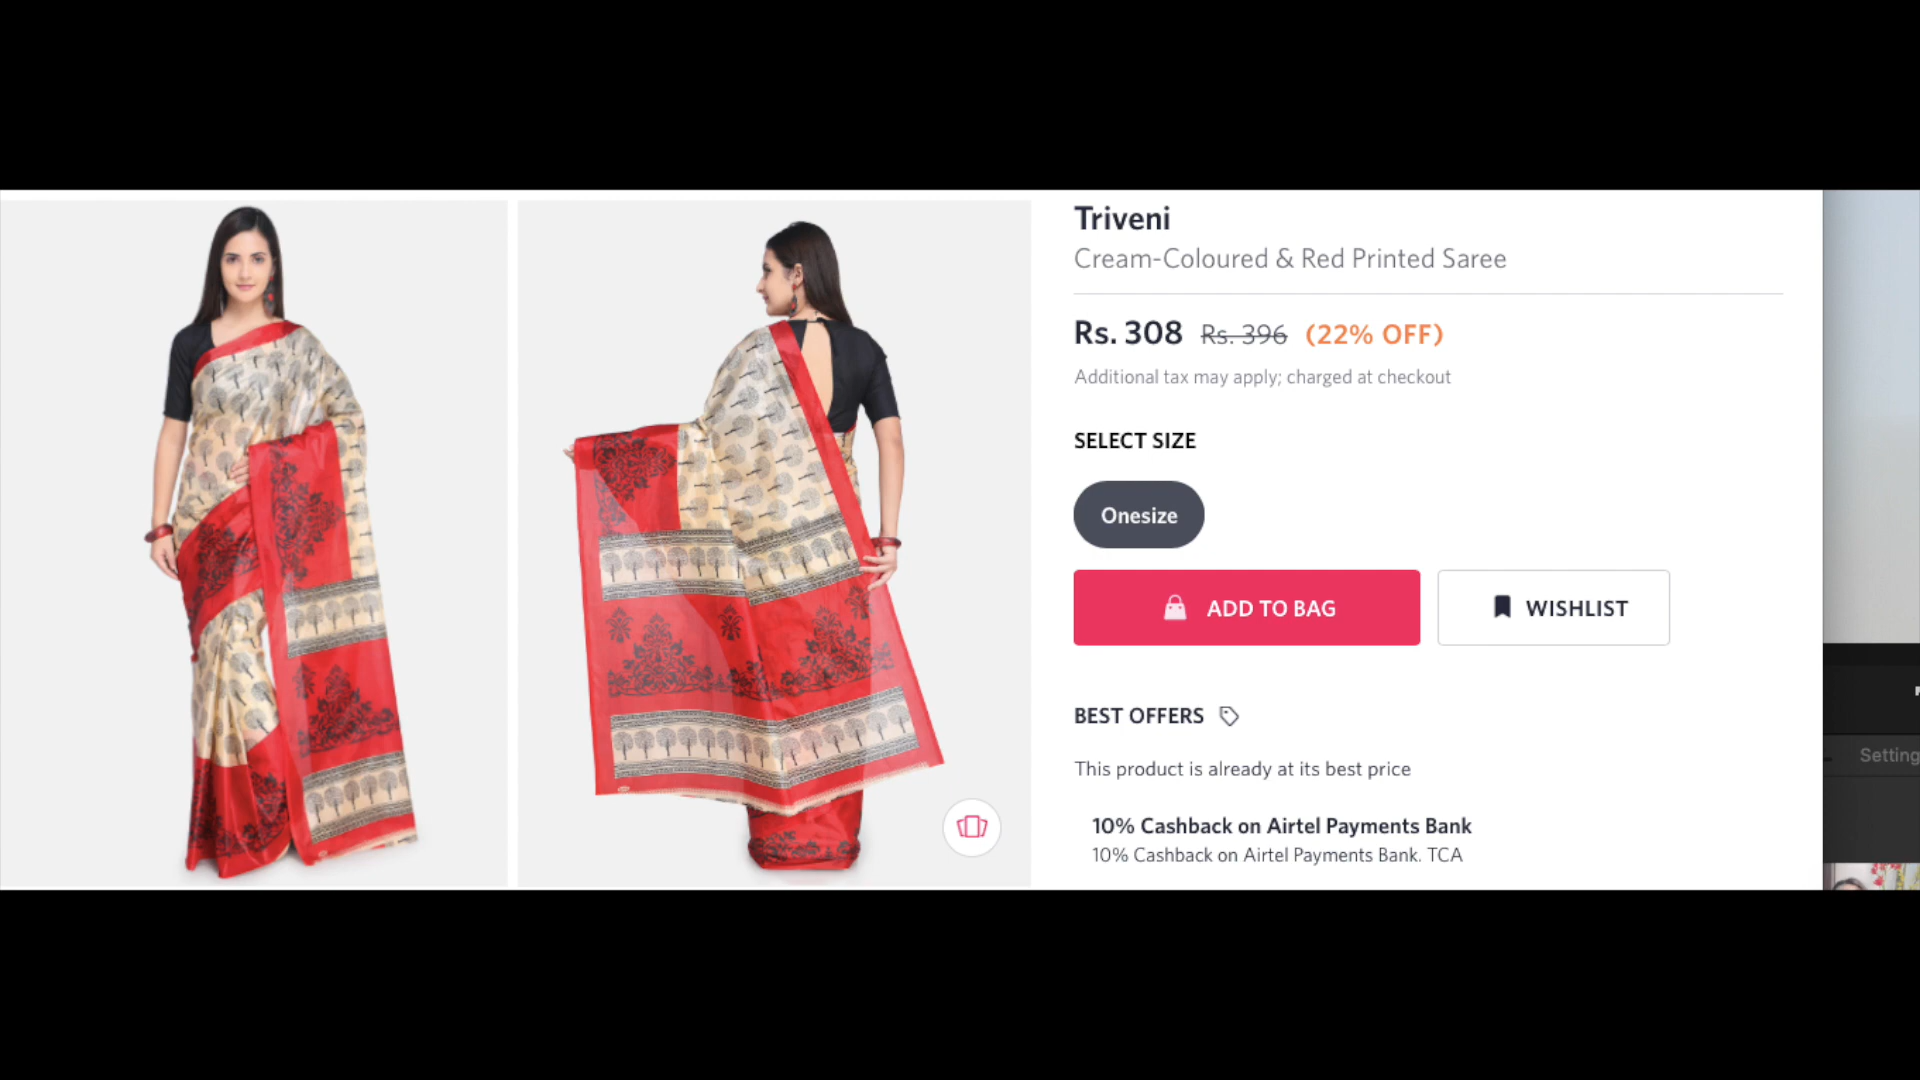 Triveni
Cream-Coloured & Red Printed Saree
Rs. 308 Rs. 396 (22% OFF)
Additional tax may apply; charged at checkout
SELECT SIZE
Onesize
ADD TO BAG
WISHLIST
BEST OFFERS
This product is already at its best price
10% Cashback on Airtel Payments Bank
10% Cashback on Airtel Payments Bank. TCA
Setting